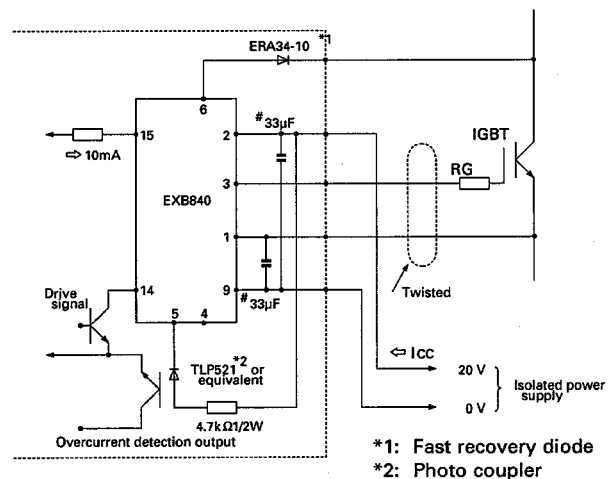 ERA34-10 *1
6
15
⇨ 10mA
2
# 33μF
IGBT
RG
3
EXB840
1
Twisted
Drive
signal
14
9
# 33μF
5 4
TLP521*2 or
equivalent
⇦ Icc
20 V
0 V
Isolated power
supply
4.7kΩ1/2W
Overcurrent detection output
*1: Fast recovery diode
*2: Photo coupler